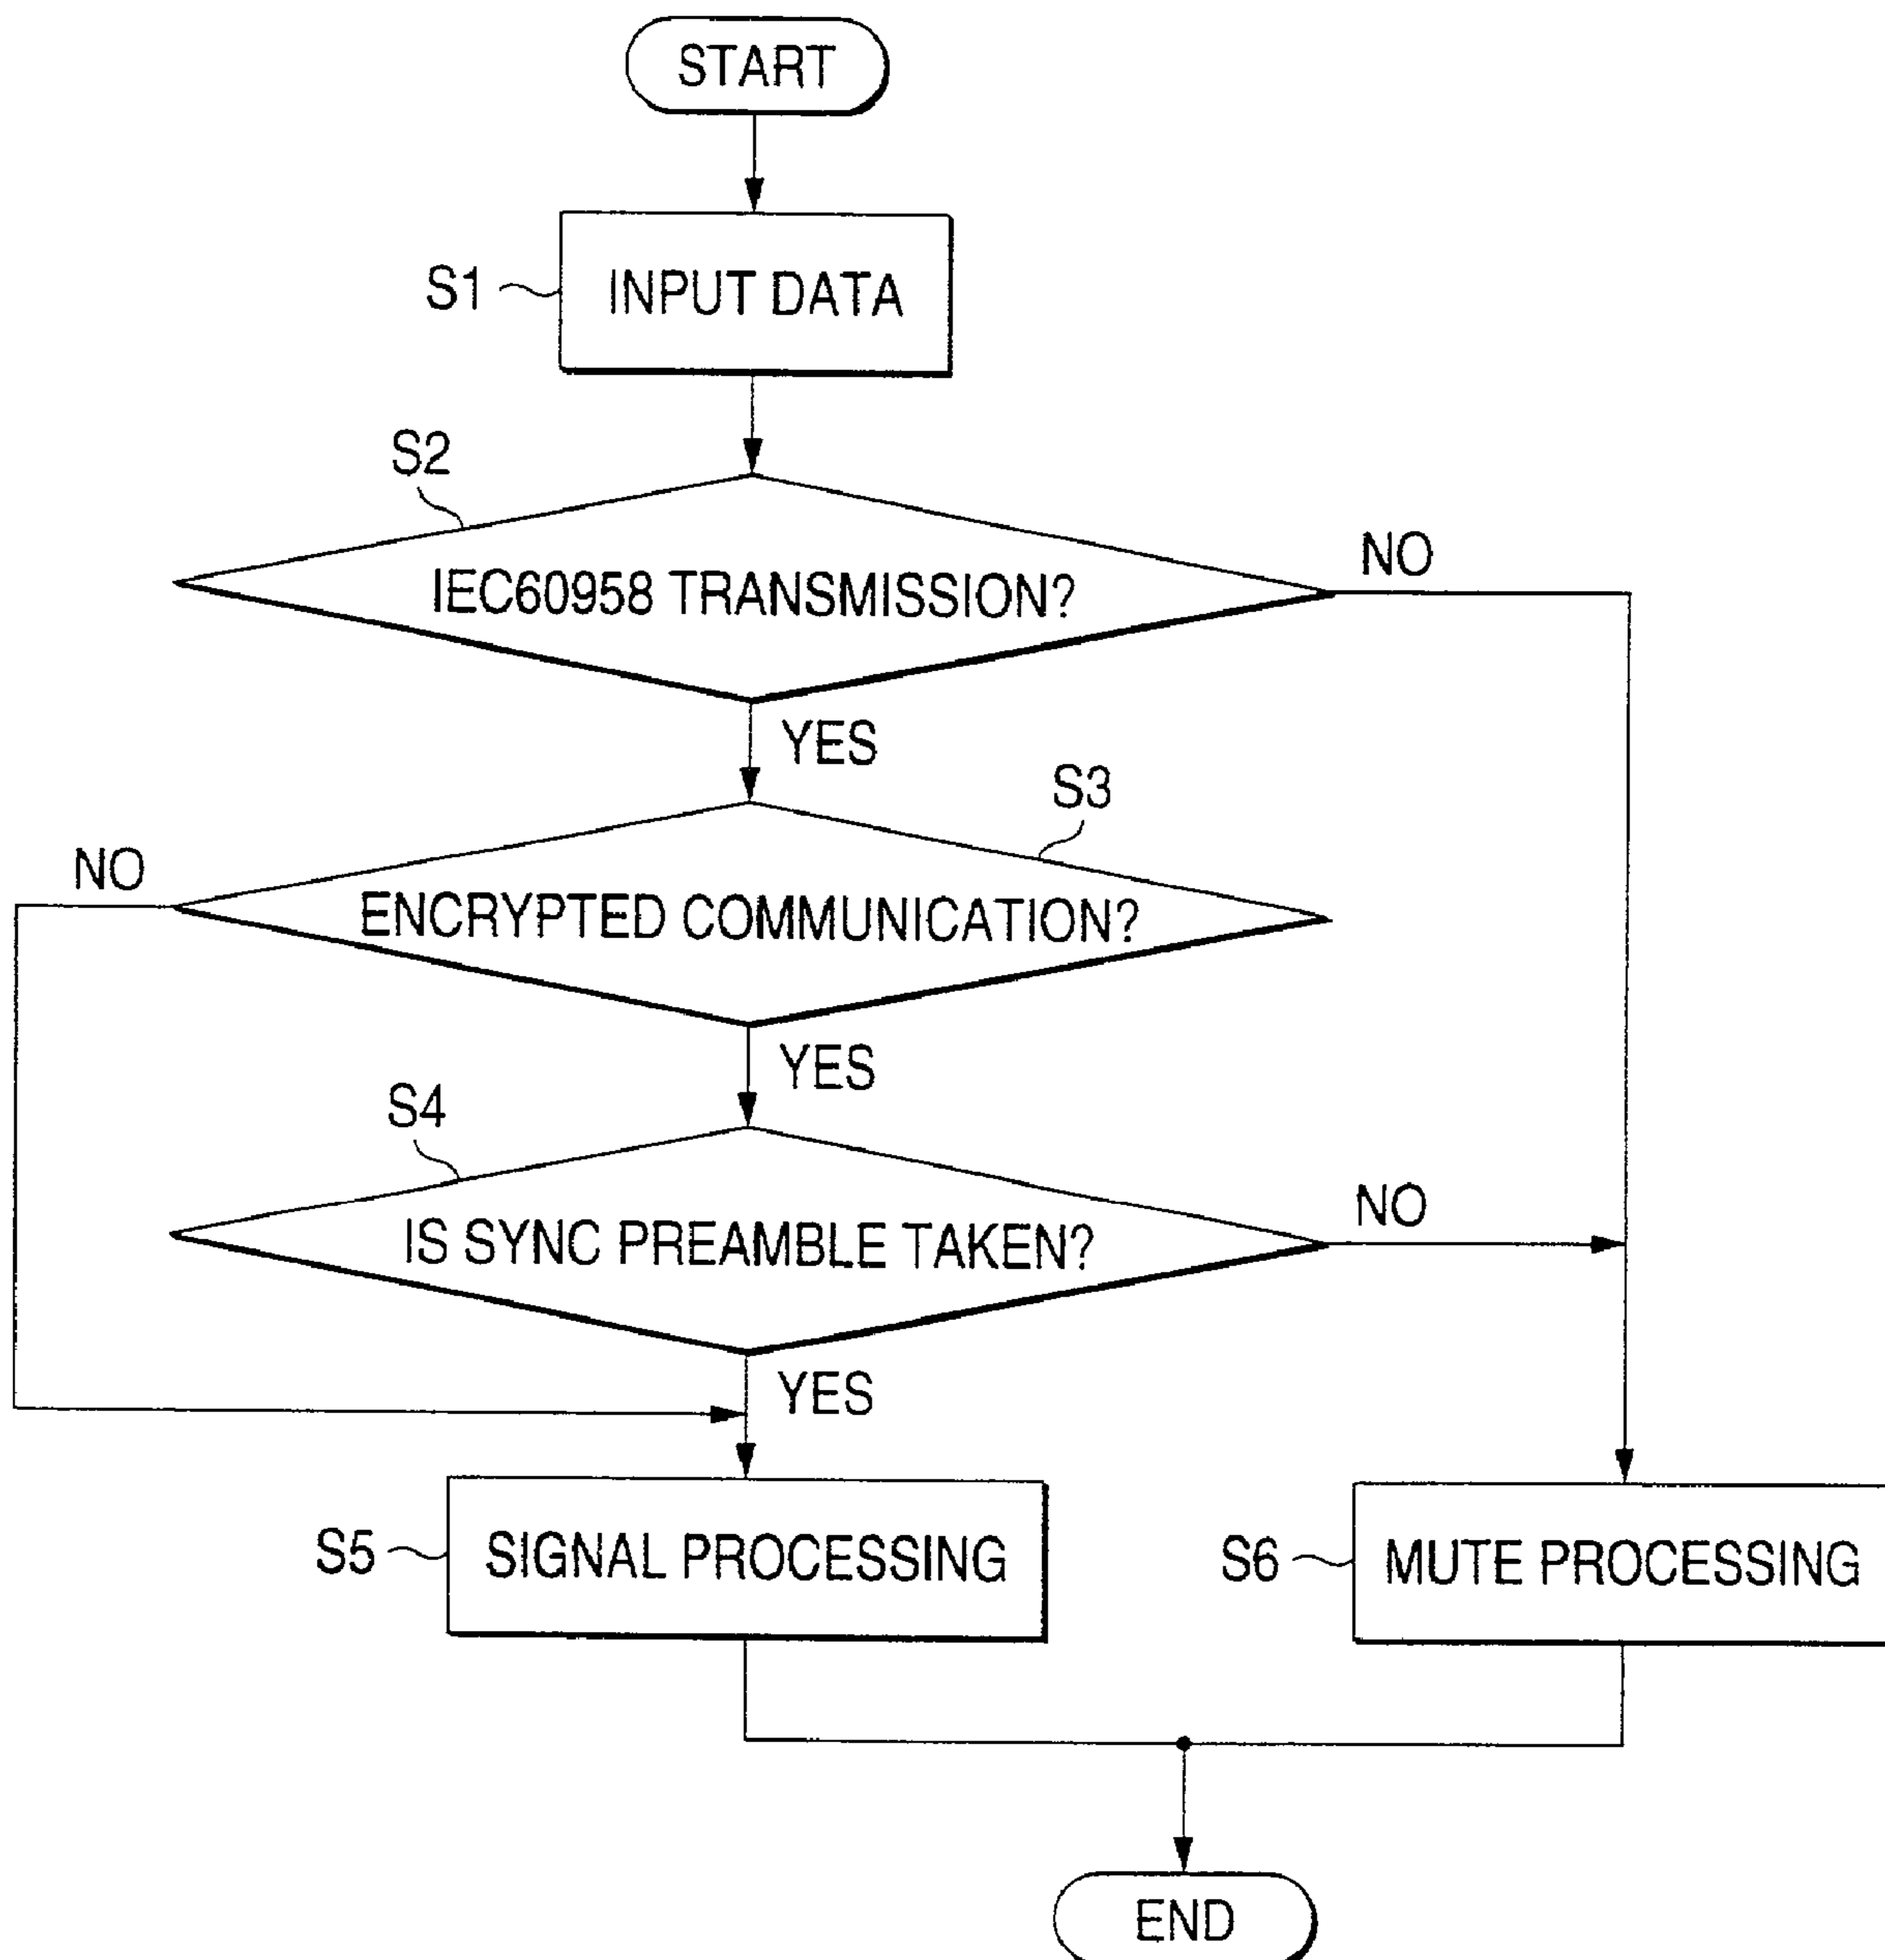 START
S1
INPUT DATA
S2
IEC60958 TRANSMISSION?
NO
YES
S3
NO
ENCRYPTED COMMUNICATION?
YES
S4
IS SYNC PREAMBLE TAKEN?
NO
YES
S5
SIGNAL PROCESSING
S6
MUTE PROCESSING
END